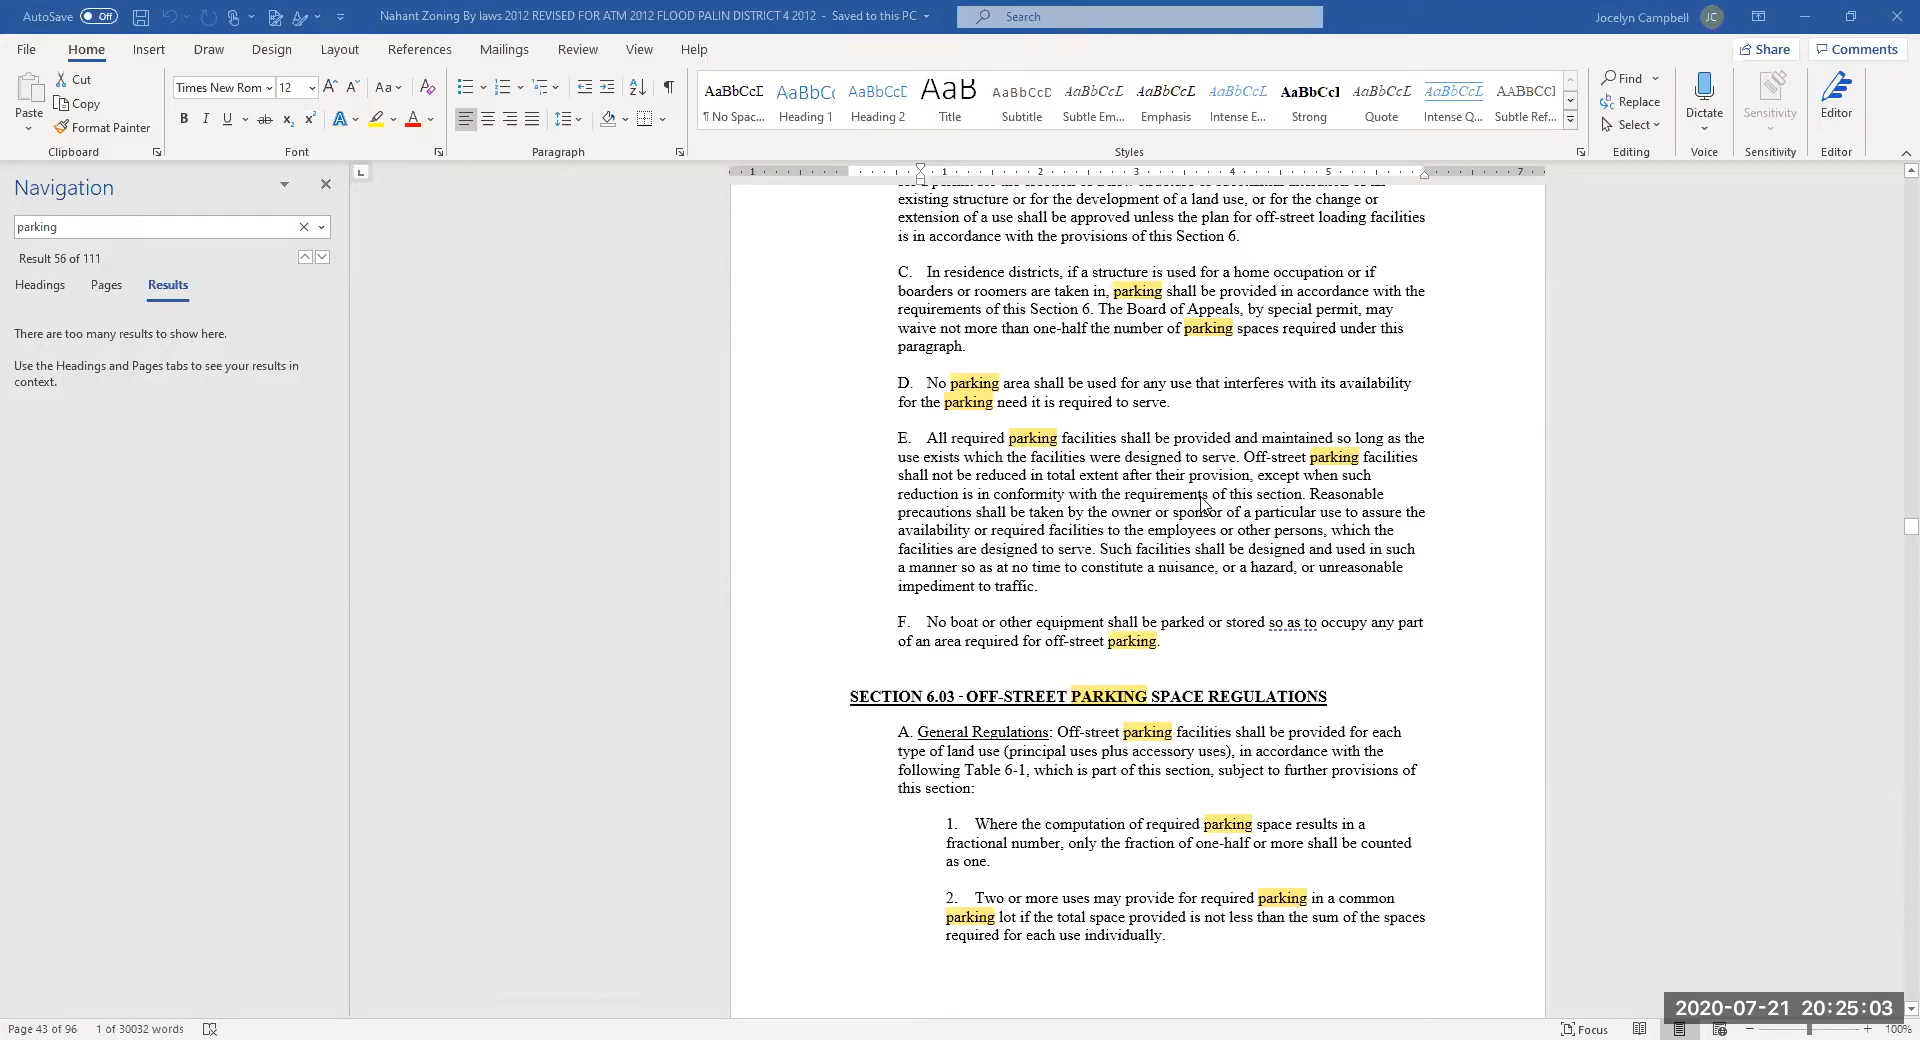 AutoSave Off Nahant Zoning By laws 2012 REVISED FOR ATM 2012 FLOOD PALIN DISTRICT 4 2012 - Saved to this PC Search Jocelyn Campbell JC
File Home Insert Draw Design Layout References Mailings Review View Help Share Comments
Paste Cut Copy Format Painter
Times New Rom 12 Aa
AaBbCcI AaBbC AaBbCcD AaB AaBbCcD AaBbCcL AaBbCcL AaBbCcL AaBbCcl AaBbCcL AaBbCcL AABBCCI
¶ No Spac... Heading 1 Heading 2 Title Subtitle Subtle Em... Emphasis Intense E... Strong Quote Intense Q... Subtle Ref...
Find Replace Select Dictate Sensitivity Editor
Clipboard Font Paragraph Styles Editing Voice Sensitivity Editor
1 1 2 3 4 5 7
Navigation
parking
Result 56 of 111
Headings Pages Results
There are too many results to show here.
Use the Headings and Pages tabs to see your results in
context.
existing structure or for the development of a land use, or for the change or
extension of a use shall be approved unless the plan for off-street loading facilities
is in accordance with the provisions of this Section 6.
C. In residence districts, if a structure is used for a home occupation or if
boarders or roomers are taken in, parking shall be provided in accordance with the
requirements of this Section 6. The Board of Appeals, by special permit, may
waive not more than one-half the number of parking spaces required under this
paragraph.
D. No parking area shall be used for any use that interferes with its availability
for the parking need it is required to serve.
E. All required parking facilities shall be provided and maintained so long as the
use exists which the facilities were designed to serve. Off-street parking facilities
shall not be reduced in total extent after their provision, except when such
reduction is in conformity with the requirements of this section. Reasonable
precautions shall be taken by the owner or sponsor of a particular use to assure the
availability or required facilities to the employees or other persons, which the
facilities are designed to serve. Such facilities shall be designed and used in such
a manner so as at no time to constitute a nuisance, or a hazard, or unreasonable
impediment to traffic.
F. No boat or other equipment shall be parked or stored so as to occupy any part
of an area required for off-street parking.
SECTION 6.03 - OFF-STREET PARKING SPACE REGULATIONS
A. General Regulations: Off-street parking facilities shall be provided for each
type of land use (principal uses plus accessory uses), in accordance with the
following Table 6-1, which is part of this section, subject to further provisions of
this section:
1. Where the computation of required parking space results in a
fractional number, only the fraction of one-half or more shall be counted
as one.
2. Two or more uses may provide for required parking in a common
parking lot if the total space provided is not less than the sum of the spaces
required for each use individually.
2020-07-21 20:25:03
Page 43 of 96 1 of 30032 words Focus 100%